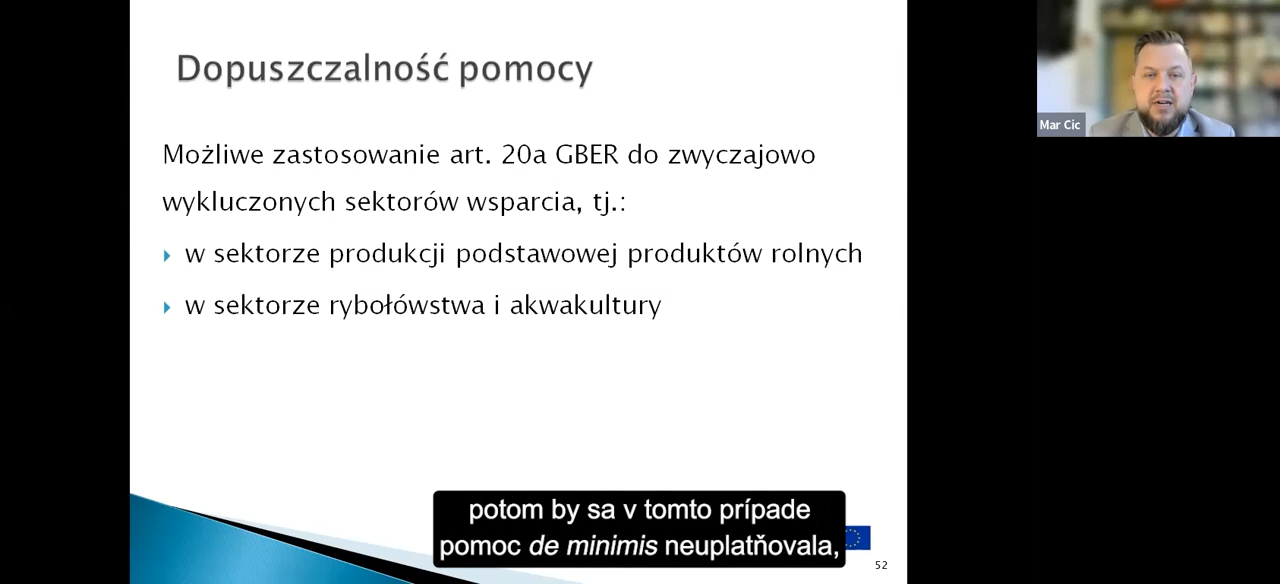 Dopuszczalność pomocy
Możliwe zastosowanie art. 20a GBER do zwyczajowo
wykluczonych sektorów wsparcia, tj.:
w sektorze produkcji podstawowej produktów rolnych
w sektorze rybołówstwa i akwakultury
Mar Cic
potom by sa v tomto prípade
pomoc de minimis neuplatňovala,
52